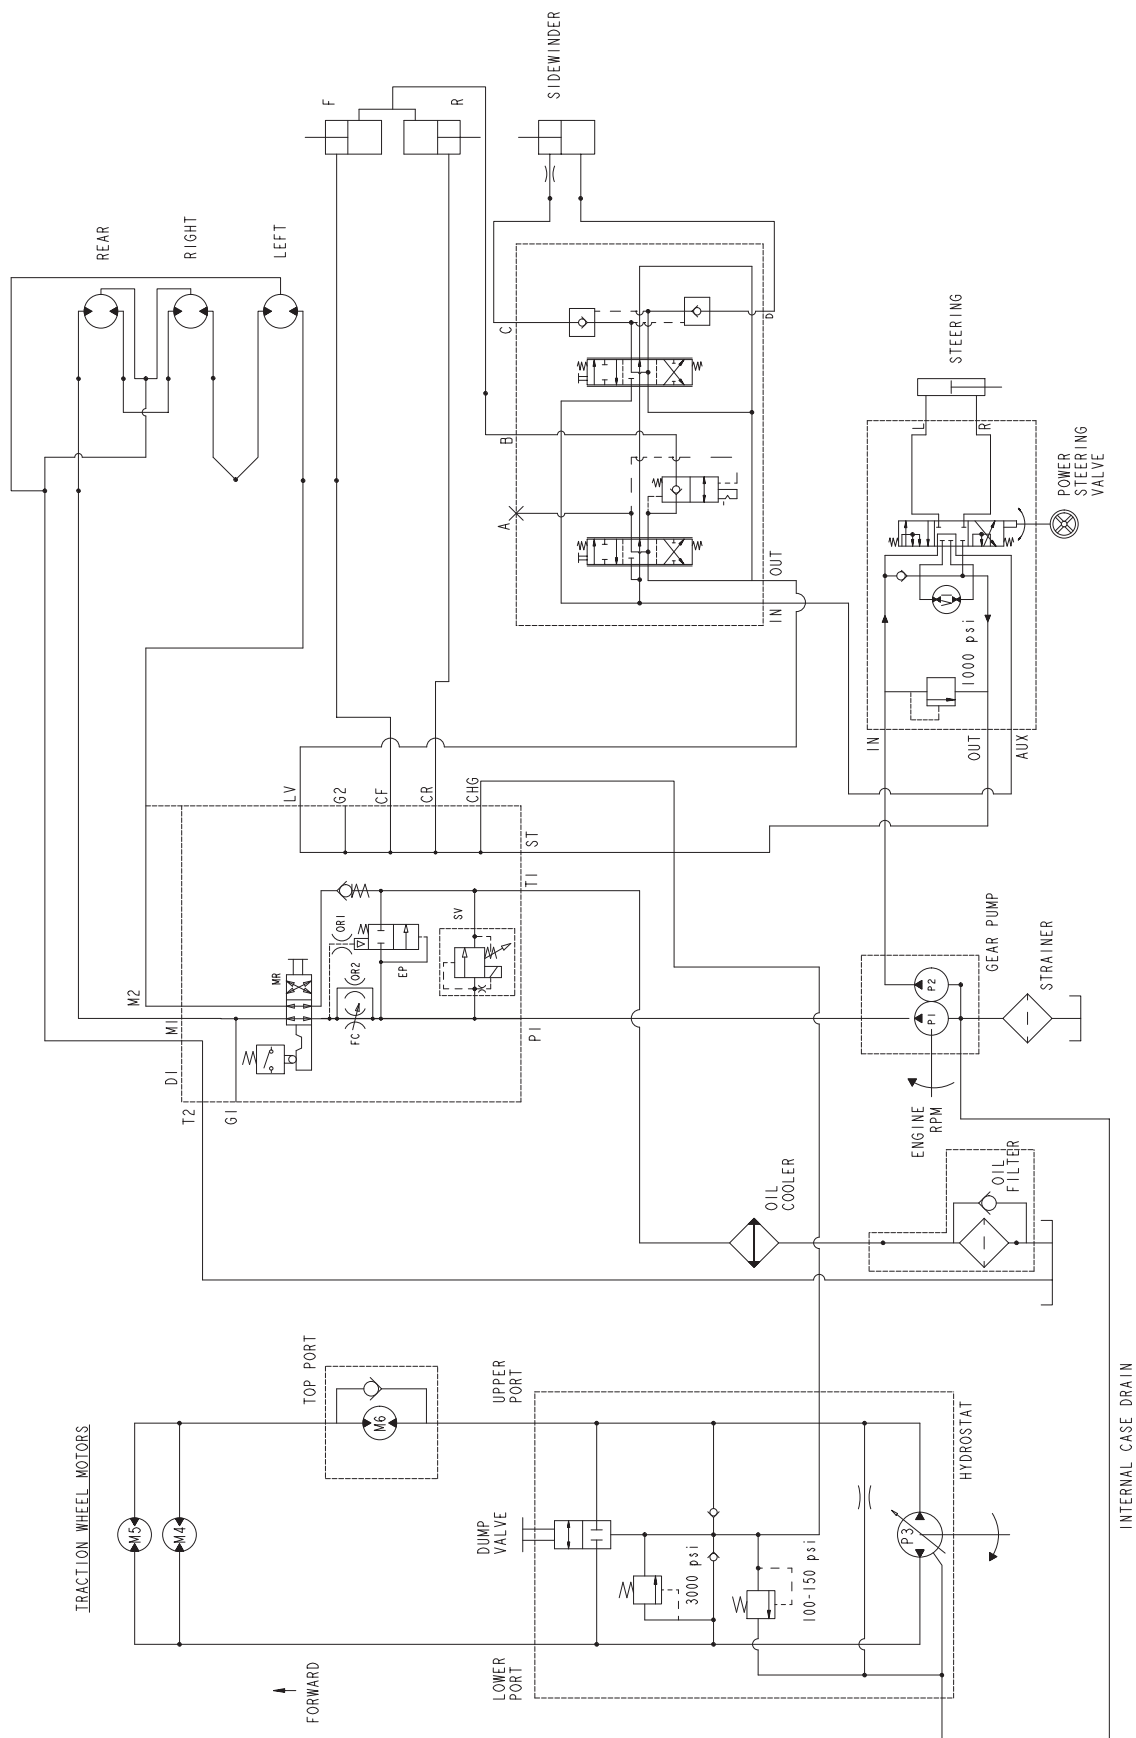 TRACTION WHEEL MOTORS
M5
M4
FORWARD
TOP PORT
M6
UPPER
PORT
LOWER
PORT
DUMP
VALVE
3000 psi
100-150 psi
P3
HYDROSTAT
INTERNAL CASE DRAIN
REAR
RIGHT
LEFT
F
R
SIDEWINDER
C
D
B
A
OUT
IN
STEERING
L
R
POWER
STEERING
VALVE
1000 psi
IN
OUT
AUX
LV
G2
CF
CR
CHG
ST
T1
M2
M1
D1
T2
G1
MR
OR1
OR2
FC
EP
SV
P1
GEAR PUMP
P2
P1
STRAINER
ENGINE
RPM
OIL
COOLER
OIL
FILTER